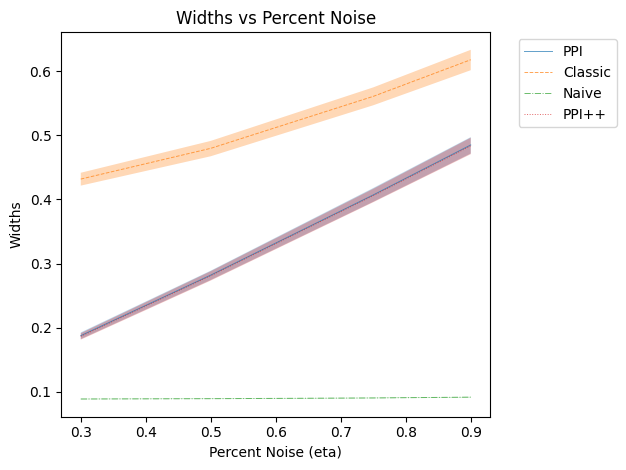 Widths vs Percent Noise
PPI
Classic
Naive
PPI++
Widths
0.6
0.5
0.4
0.3
0.2
0.1
0.3 0.4 0.5 0.6 0.7 0.8 0.9
Percent Noise (eta)